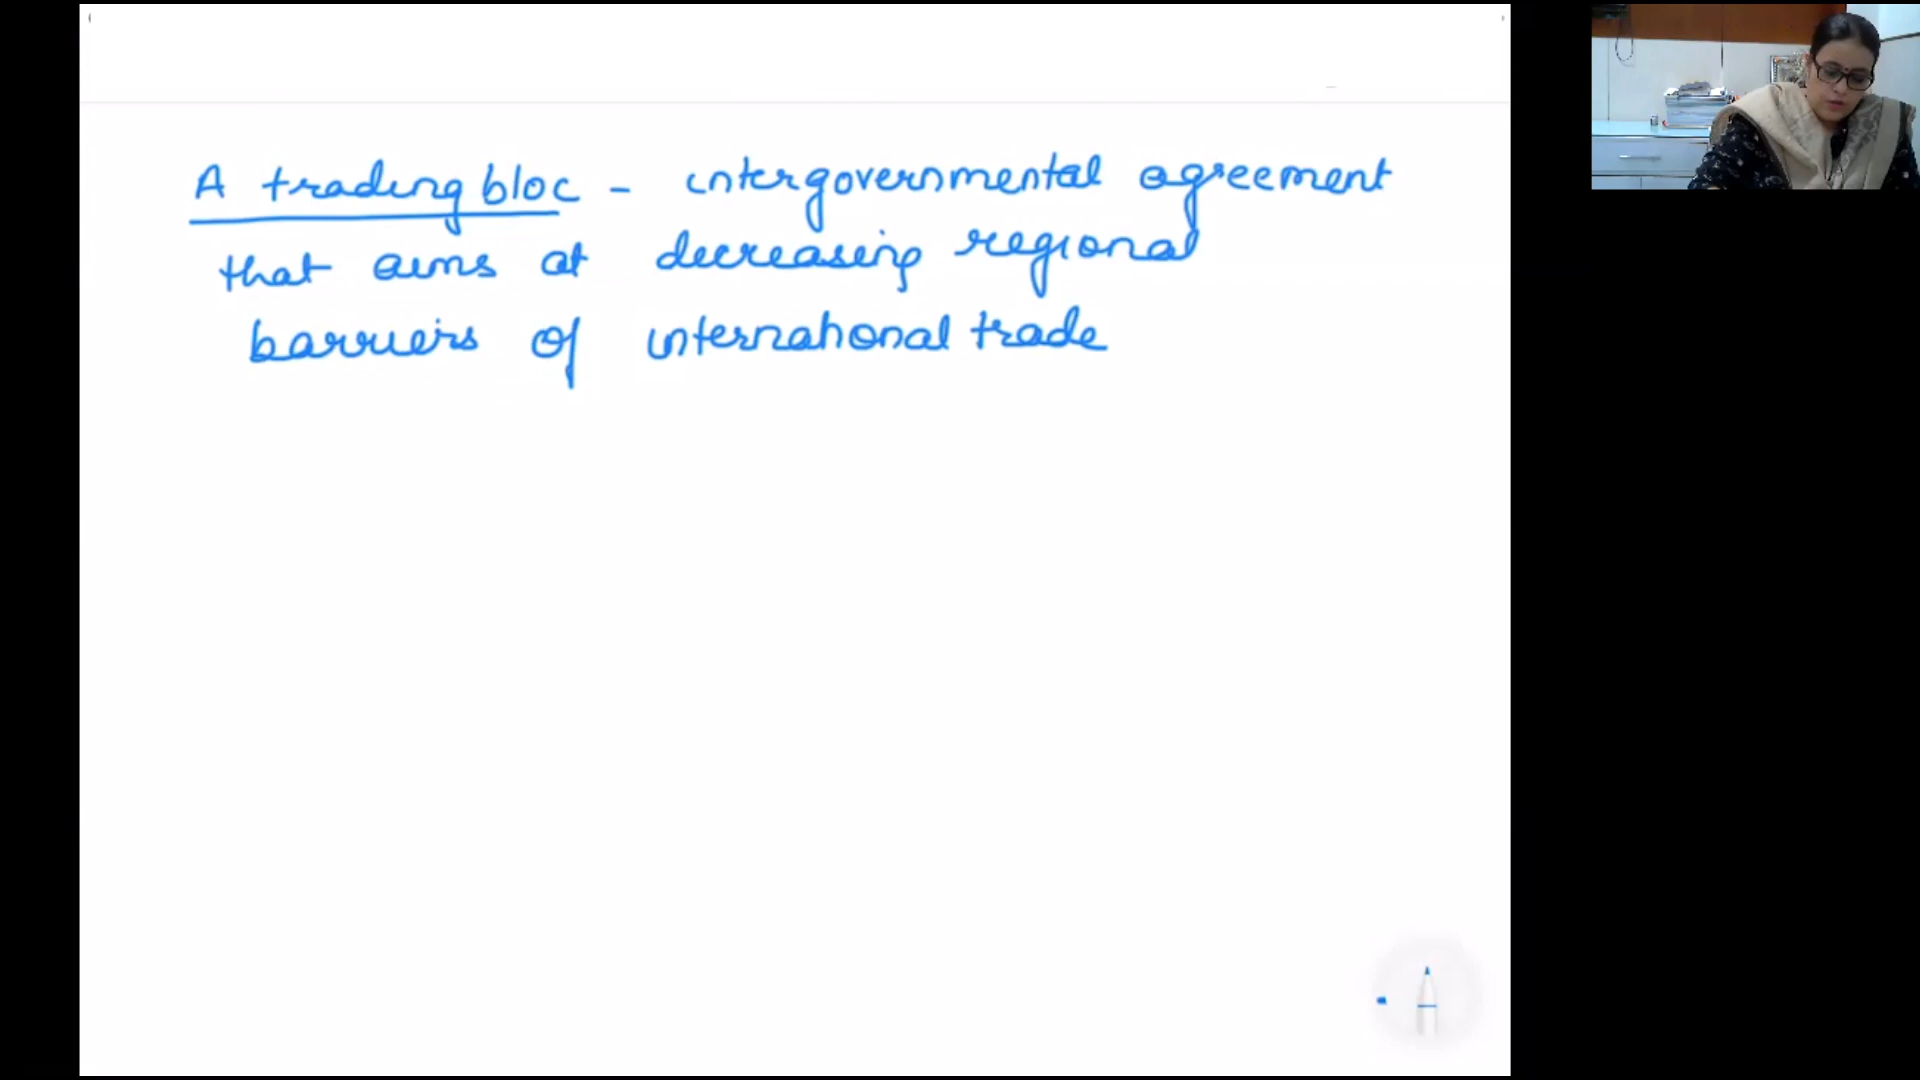 A trading bloc - intergovernmental agreement
that aims at decreasing regional
barriers of international trade